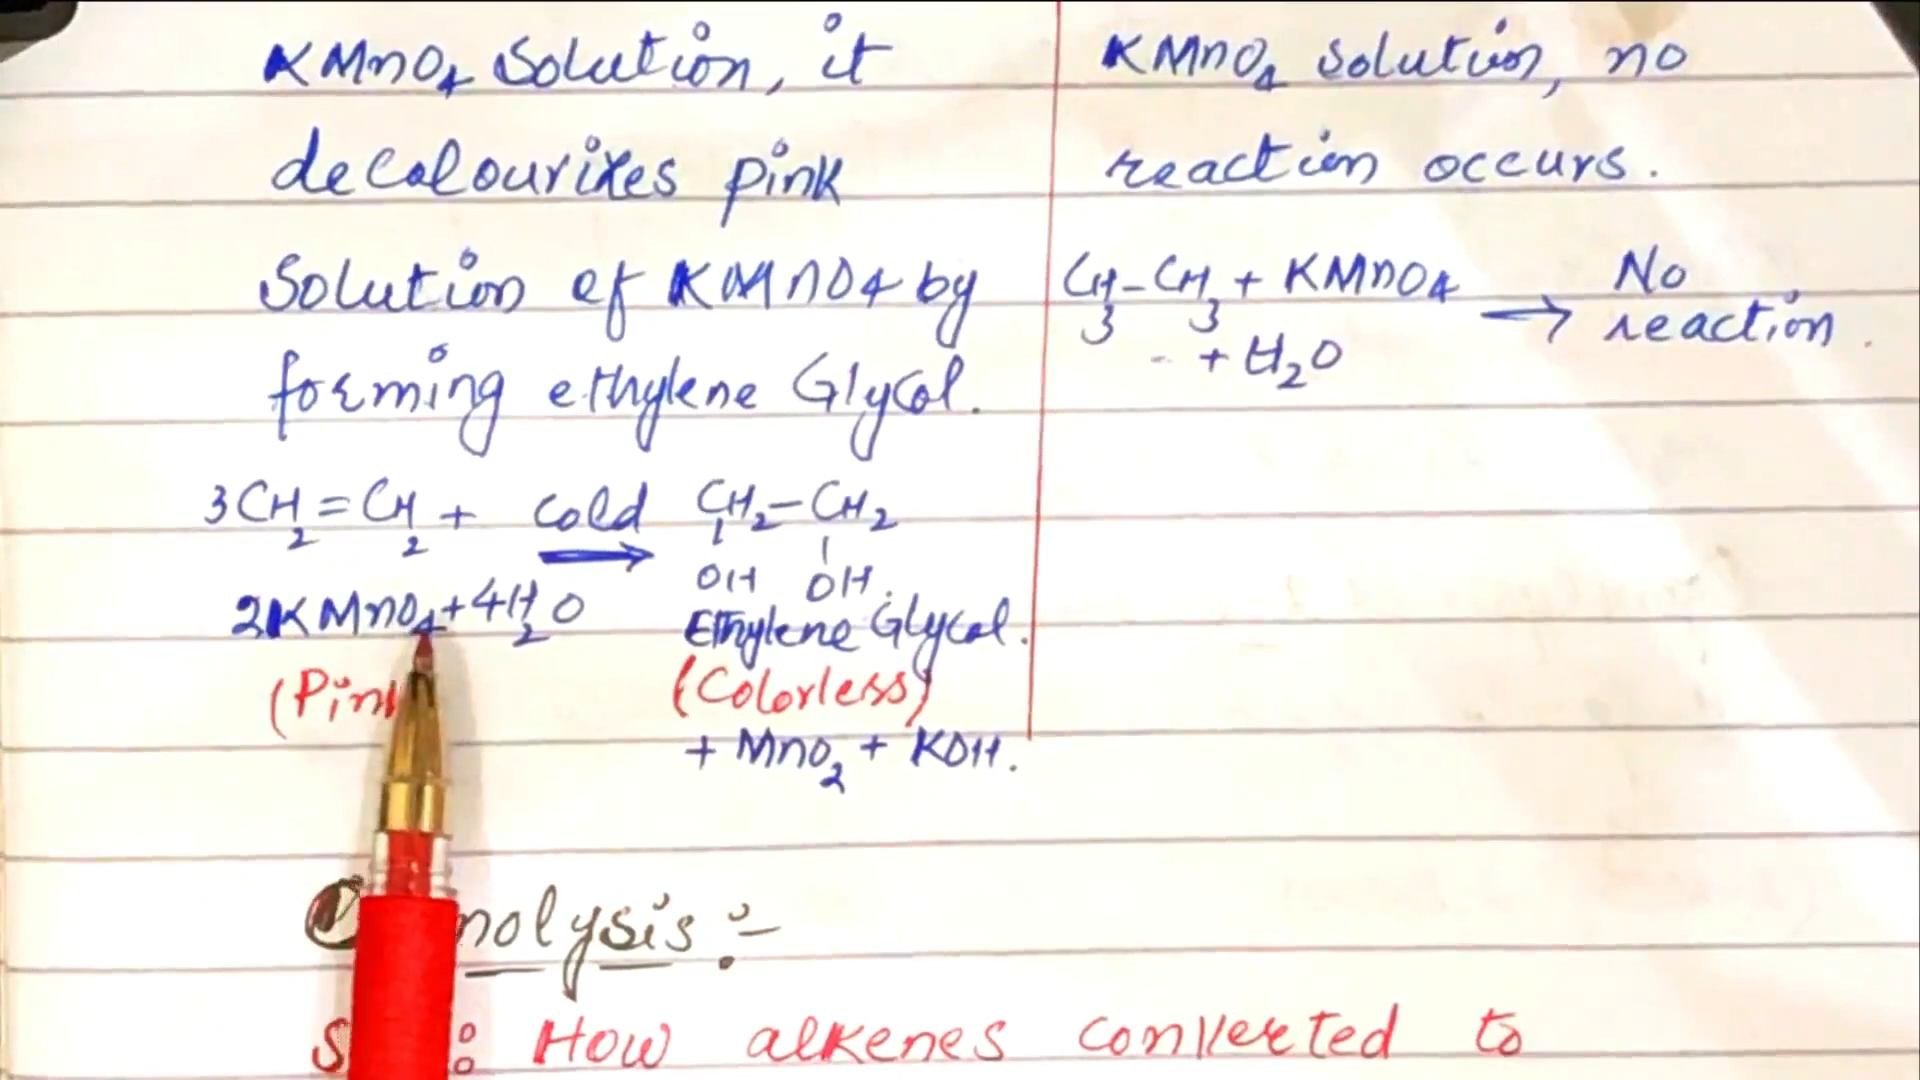 KMnO4 Solution, it
decolourizes pink
Solution of KMnO4 by
forming ethylene Glycol.
3CH2=CH2 + cold CH2-CH2
OH OH.
2KMnO4+4H2O
Ethylene Glycol.
(Colorless)
+ MnO2 + KOH.
KMnO4 solution, no
reaction occurs.
CH3-CH3 + KMnO4 → No
+ H2O reaction.
How alkenes converted to